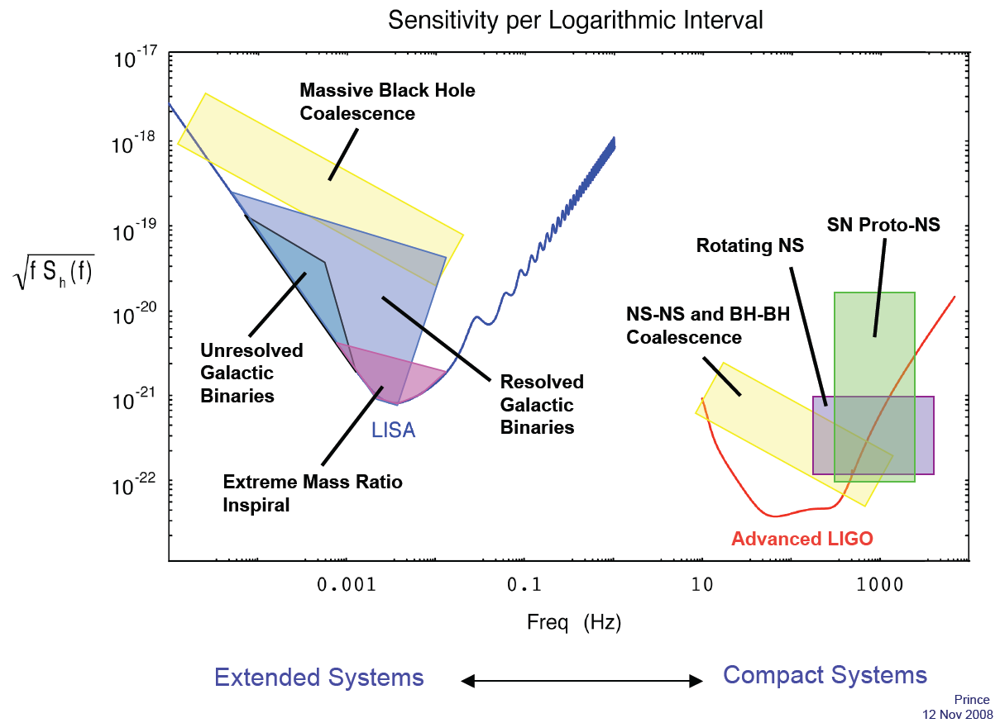 Sensitivity per Logarithmic Interval
10-17
10-18
10-19
10-20
10-21
10-22
√f Sh(f)
Massive Black Hole
Coalescence
Unresolved
Galactic
Binaries
Resolved
Galactic
Binaries
LISA
Extreme Mass Ratio
Inspiral
SN Proto-NS
Rotating NS
NS-NS and BH-BH
Coalescence
Advanced LIGO
0.001 0.1 10 1000
Freq (Hz)
Extended Systems Compact Systems
Prince
12 Nov 2008